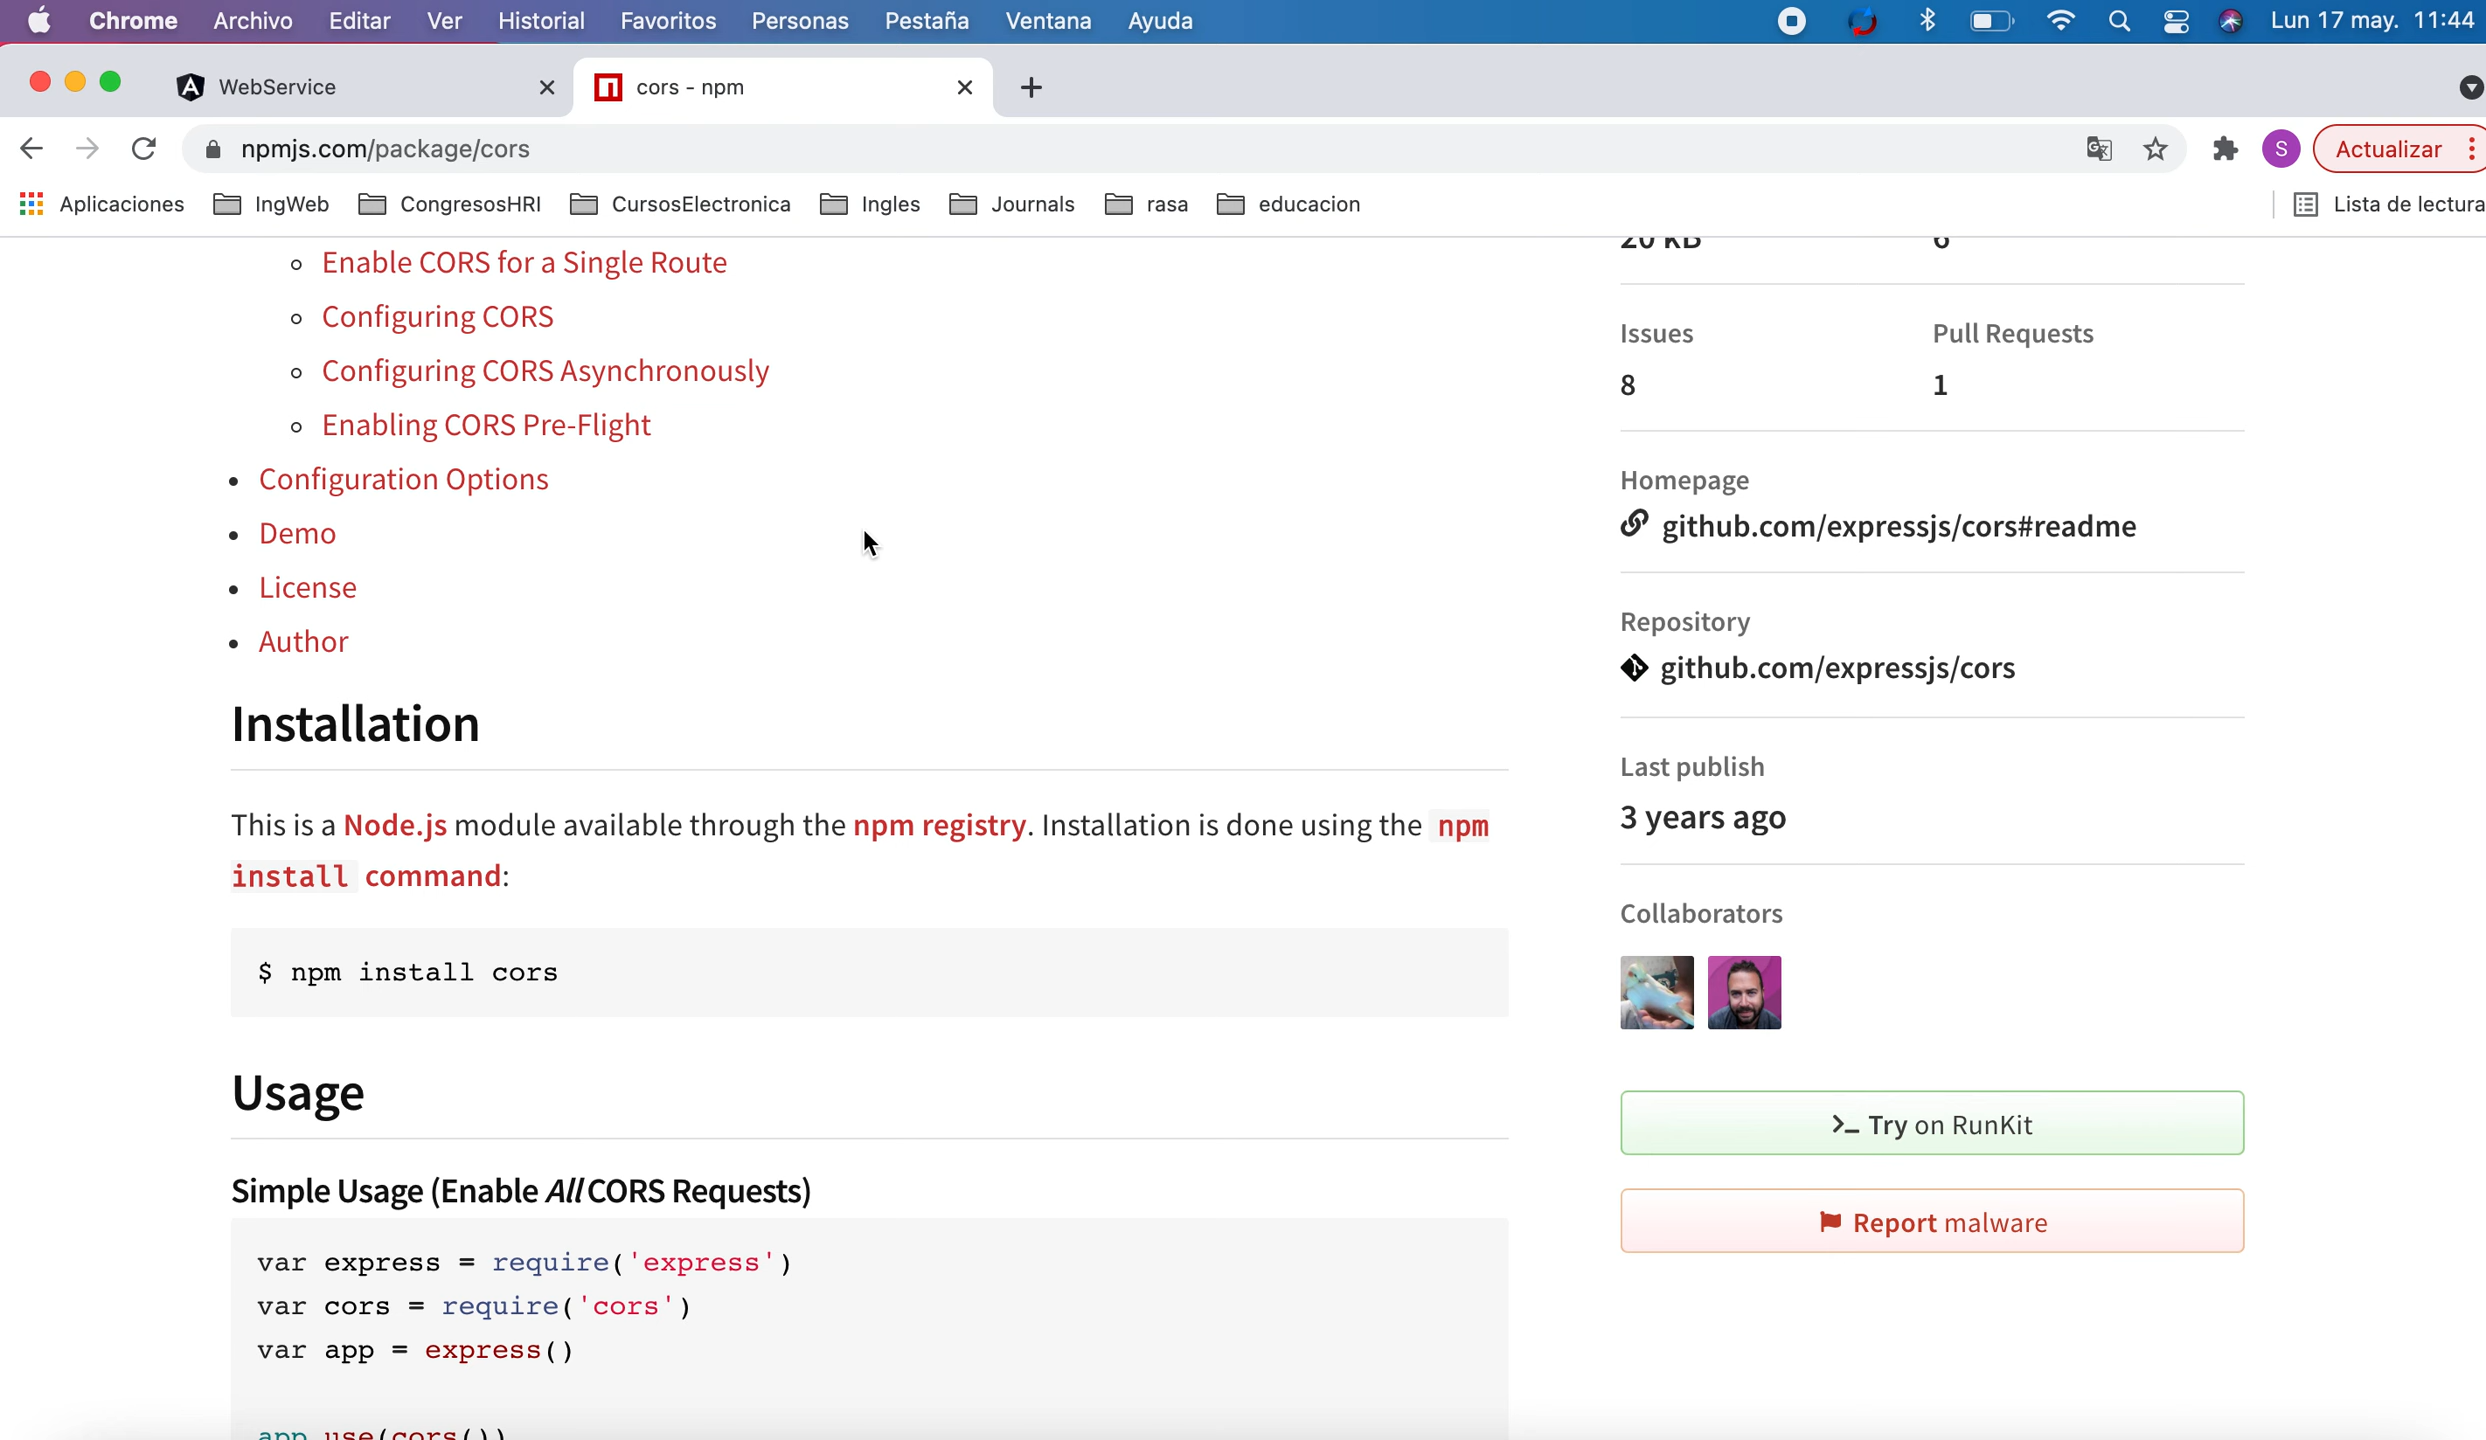 Chrome Archivo Editar Ver Historial Favoritos Personas Pestaña Ventana Ayuda Lun 17 may. 11:44
WebService cors - npm
npmjs.com/package/cors S Actualizar
Aplicaciones IngWeb CongresosHRI CursosElectronica Ingles Journals rasa educacion Lista de lectura
Enable CORS for a Single Route
Configuring CORS
Configuring CORS Asynchronously
Enabling CORS Pre-Flight
Configuration Options
Demo
License
Author
Installation
This is a Node.js module available through the npm registry. Installation is done using the npm
install command:
$ npm install cors
Usage
Simple Usage (Enable All CORS Requests)
var express = require('express')
var cors = require('cors')
var app = express()
app.use(cors())
20 kB 6
Issues Pull Requests
8 1
Homepage
github.com/expressjs/cors#readme
Repository
github.com/expressjs/cors
Last publish
3 years ago
Collaborators
Try on RunKit
Report malware